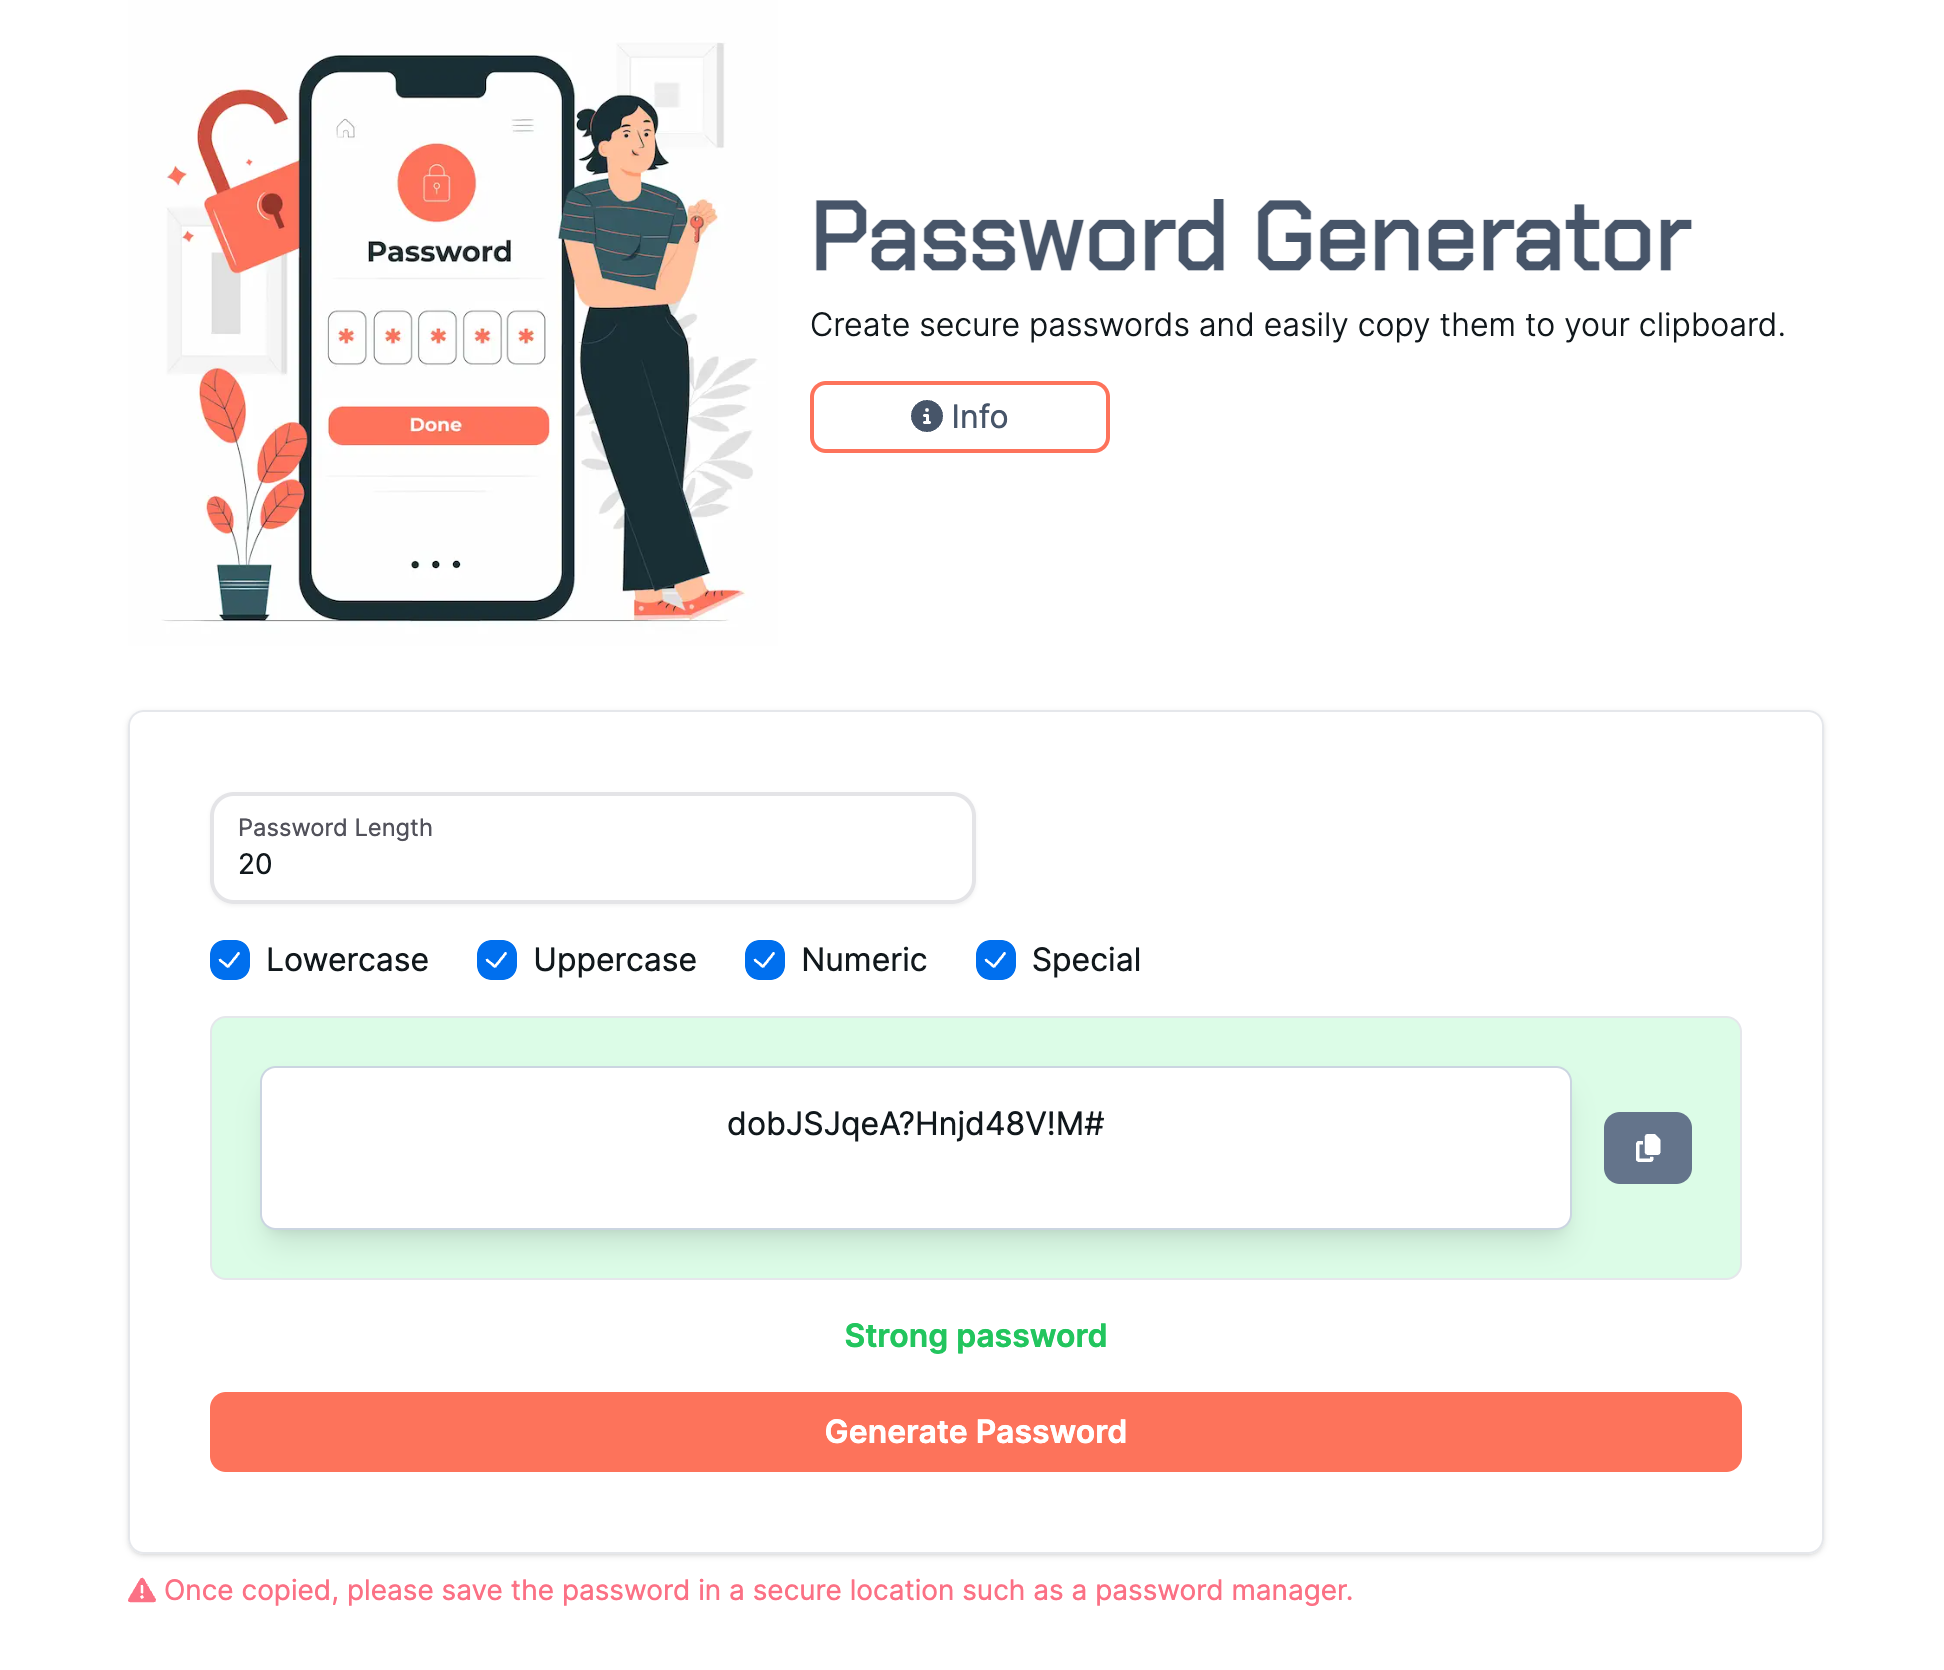 Password
* * * * *
Done
Password Generator
Create secure passwords and easily copy them to your clipboard.
Info
Password Length
20
Lowercase Uppercase Numeric Special
dobJSJqeA?Hnjd48V!M#
Strong password
Generate Password
Once copied, please save the password in a secure location such as a password manager.